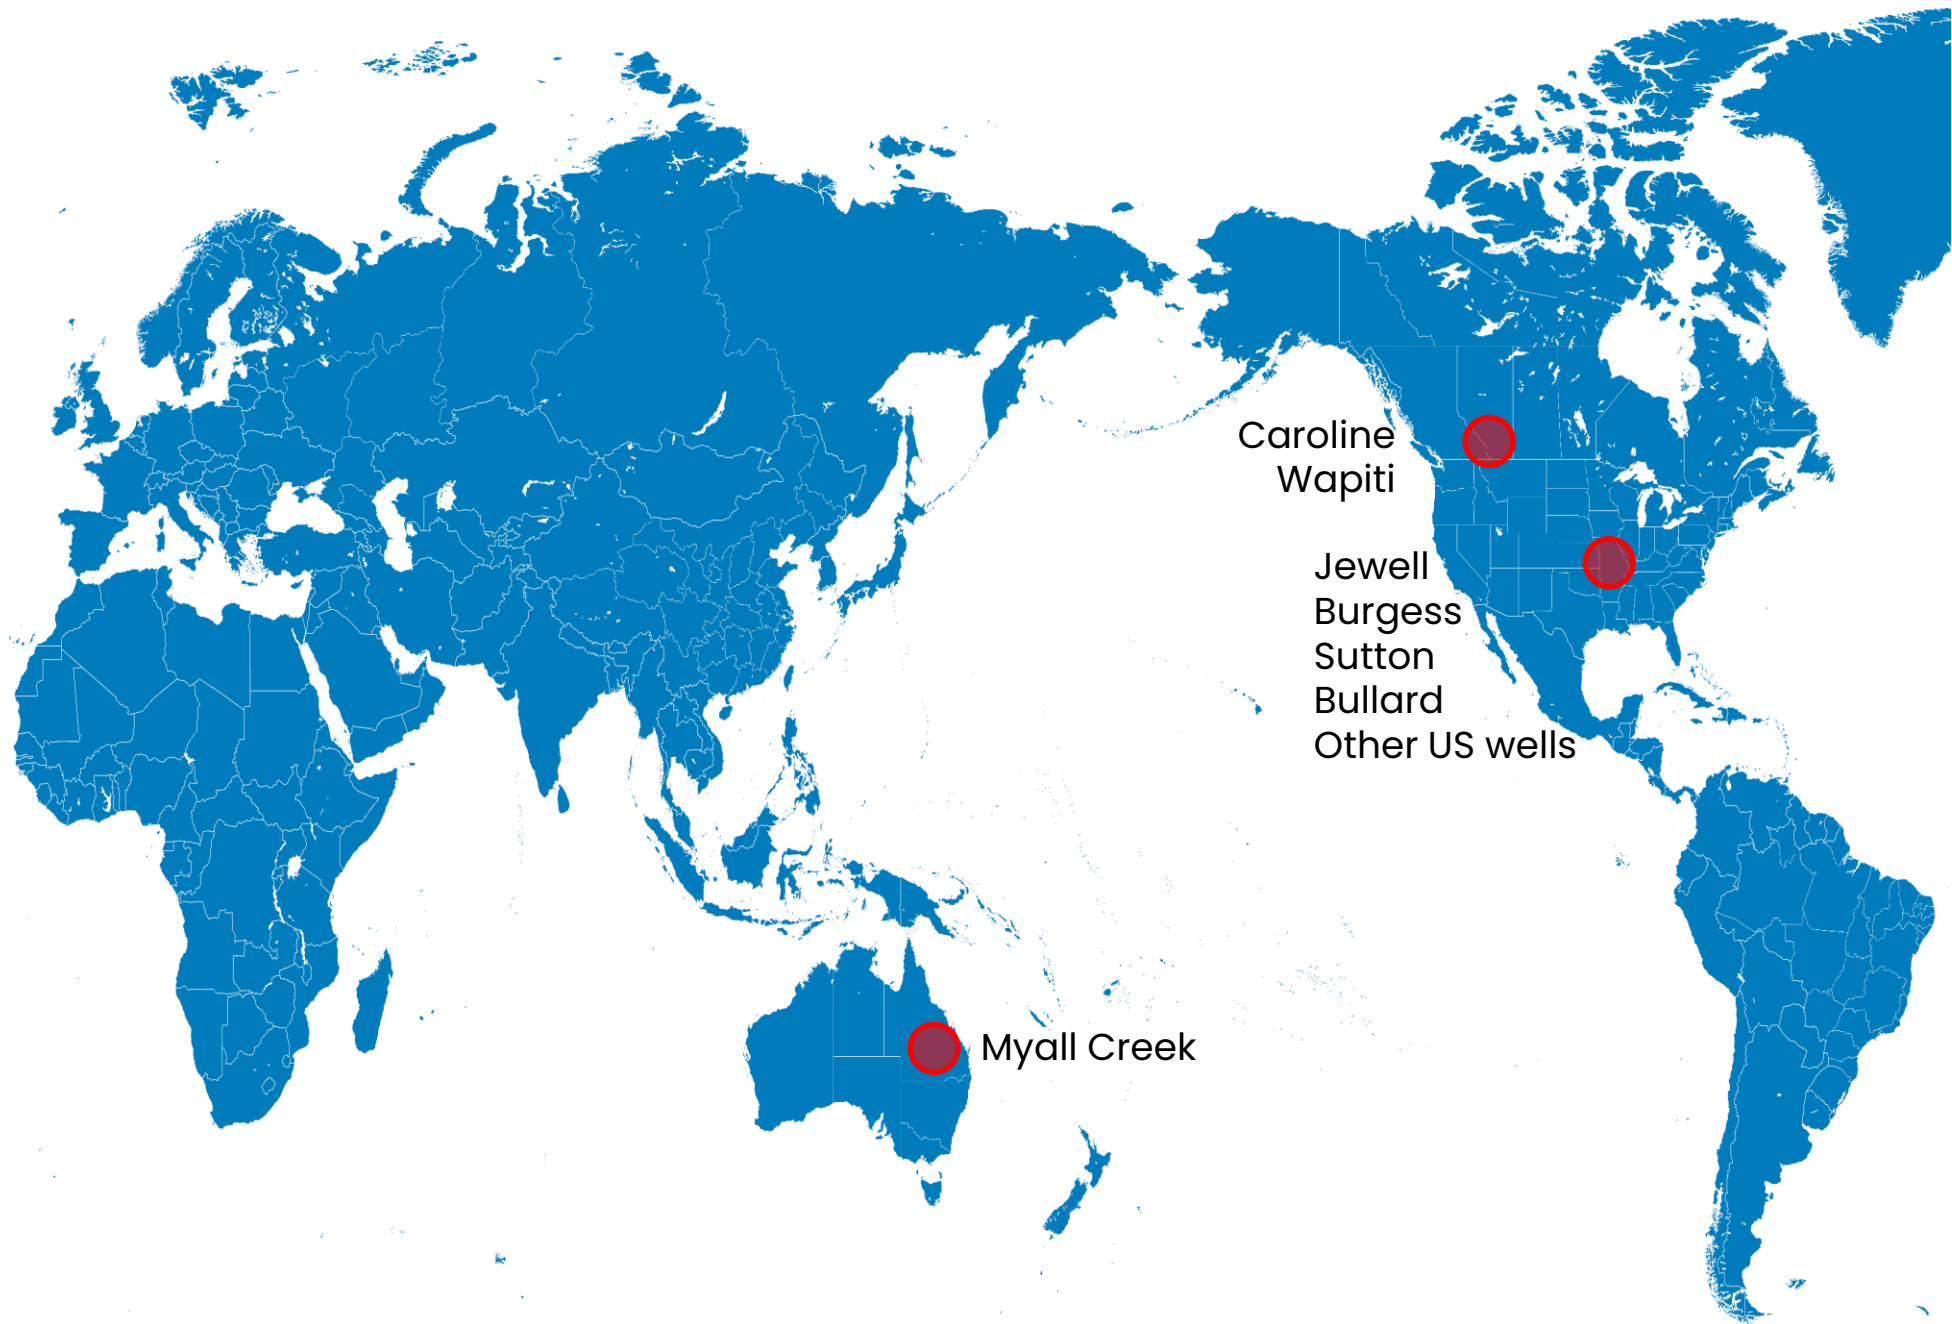 Caroline
Wapiti
Jewell
Burgess
Sutton
Bullard
Other US wells
Myall Creek